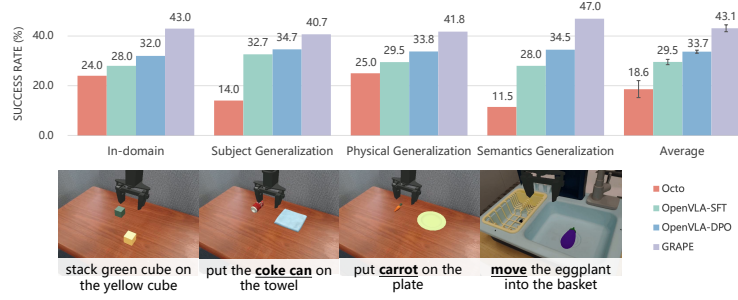 SUCCESS RATE (%)
40.0
20.0
0.0
24.0
28.0
32.0
43.0
14.0
32.7
34.7
40.7
25.0
29.5
33.8
41.8
11.5
28.0
34.5
47.0
18.6
29.5
33.7
43.1
In-domain
Subject Generalization
Physical Generalization
Semantics Generalization
Average
stack green cube on
the yellow cube
put the coke can on
the towel
put carrot on the
plate
move the eggplant
into the basket
Octo
OpenVLA-SFT
OpenVLA-DPO
GRAPE